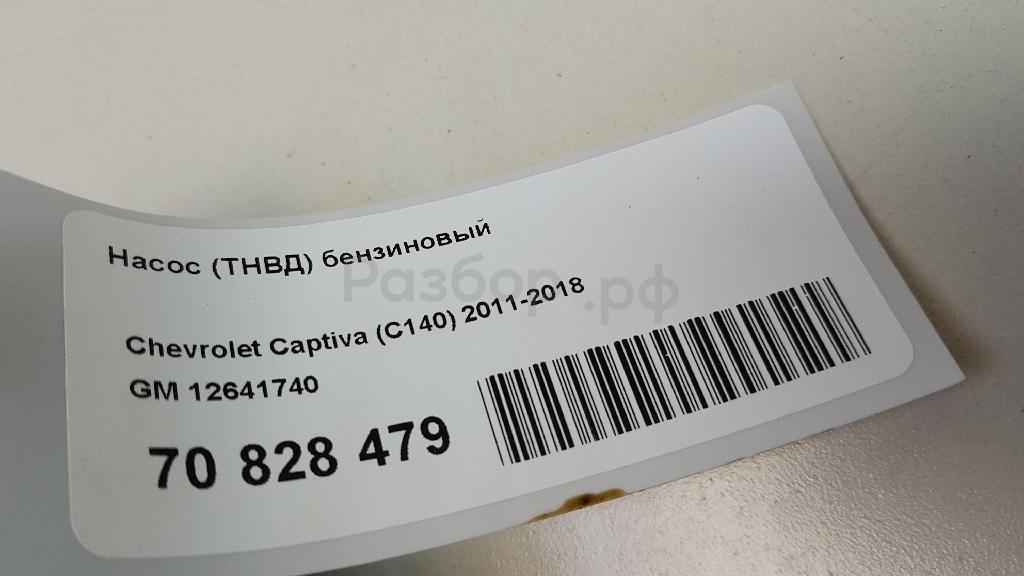 Насос (ТНВД) бензиновый
Разбор.рф
Chevrolet Captiva (C140) 2011-2018
GM 12641740
70 828 479